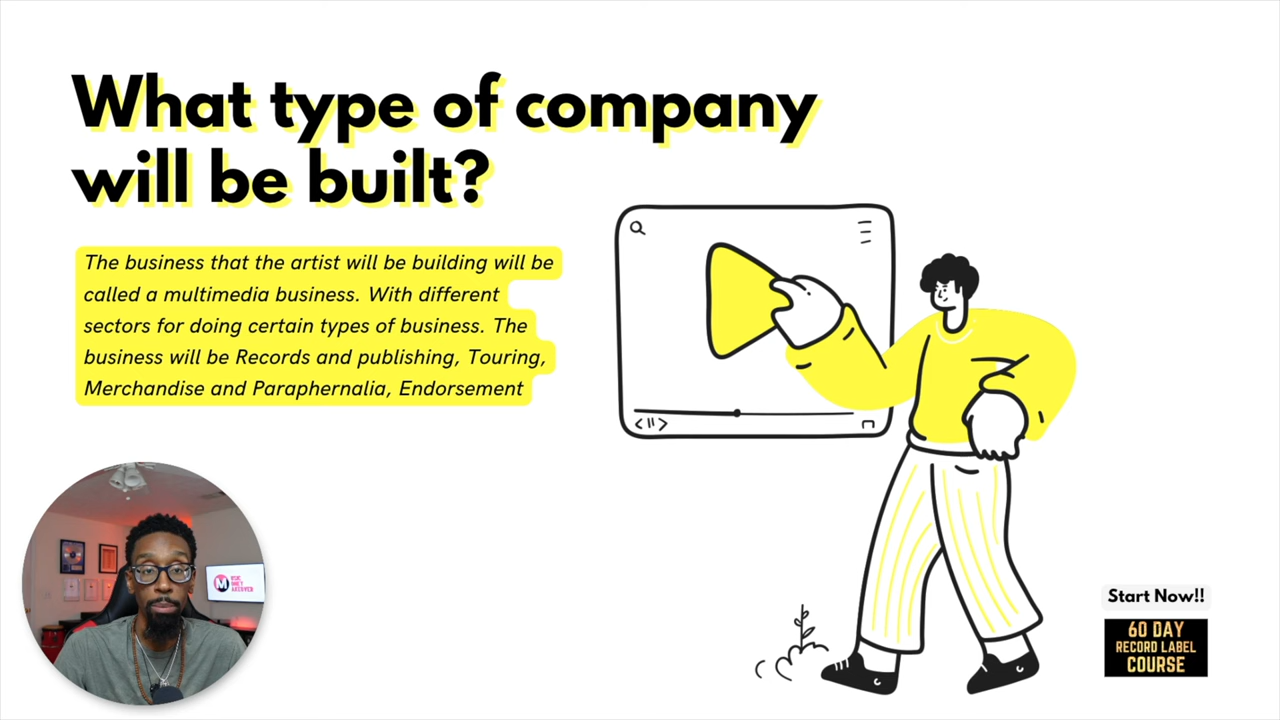 What type of company
will be built?
The business that the artist will be building will be
called a multimedia business. With different
sectors for doing certain types of business. The
business will be Records and publishing, Touring,
Merchandise and Paraphernalia, Endorsement
Start Now!!
60 DAY
RECORD LABEL
COURSE